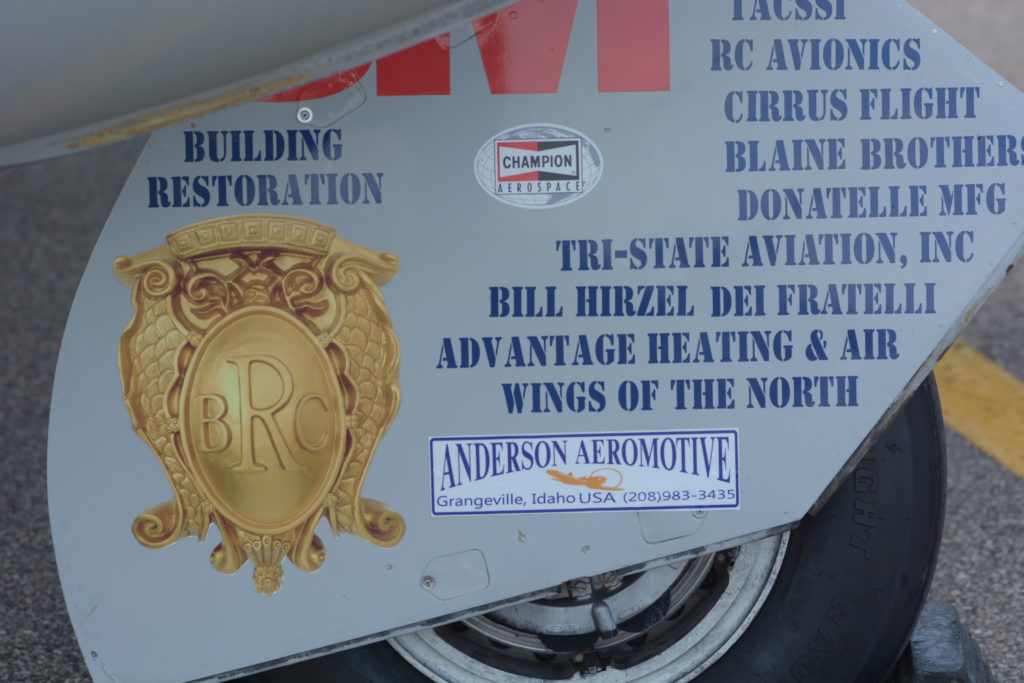 TACSSI
RC AVIONICS
CIRRUS FLIGHT
BLAINE BROTHERS
DONATELLE MFG
TRI-STATE AVIATION, INC
BILL HIRZEL DEI FRATELLI
ADVANTAGE HEATING & AIR
WINGS OF THE NORTH
BUILDING
RESTORATION
BRC
CHAMPION
AEROSPACE
ANDERSON AEROMOTIVE
Grangeville, Idaho USA (208)983-3435